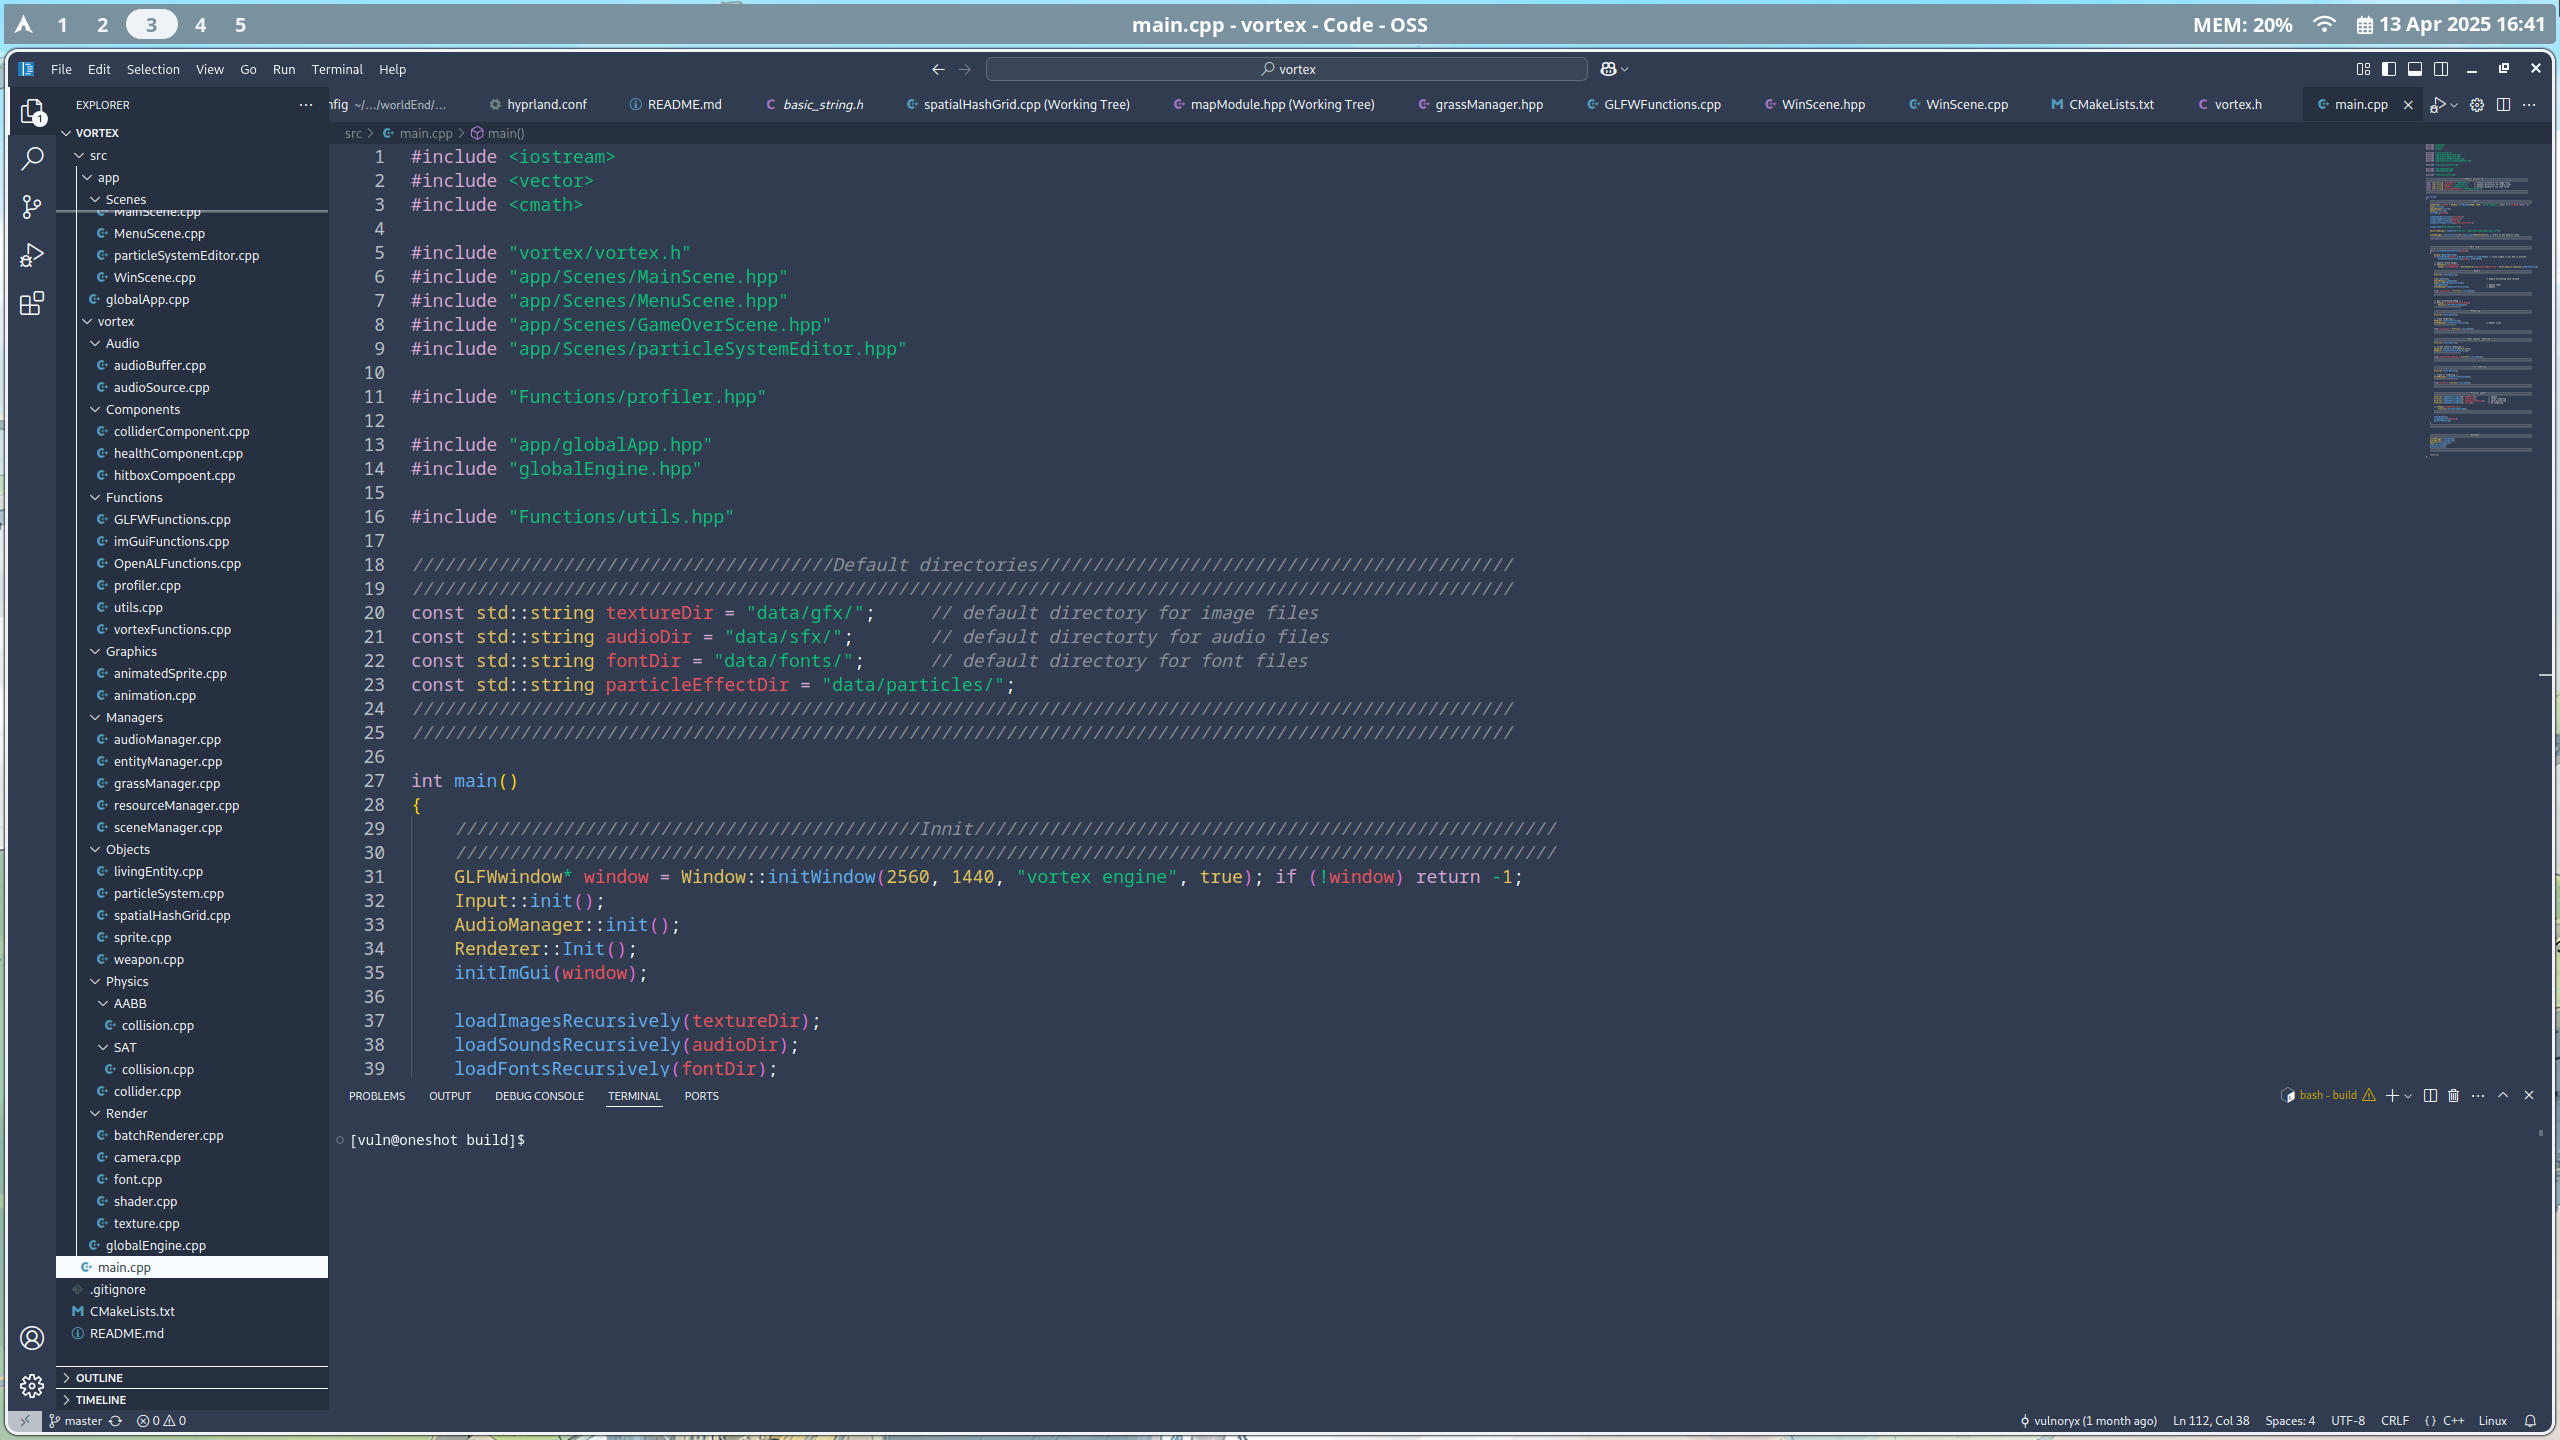 1 2 3 4 5
main.cpp - vortex - Code - OSS
MEM: 20%
13 Apr 2025 16:41
File Edit Selection View Go Run Terminal Help
vortex
EXPLORER
nfig ~/.../worldEnd/...
hyprland.conf
README.md
basic_string.h
spatialHashGrid.cpp (Working Tree)
mapModule.hpp (Working Tree)
grassManager.hpp
GLFWFunctions.cpp
WinScene.hpp
WinScene.cpp
CMakeLists.txt
vortex.h
main.cpp
1
VORTEX
src
app
Scenes
MainScene.cpp
MenuScene.cpp
particleSystemEditor.cpp
WinScene.cpp
globalApp.cpp
vortex
Audio
audioBuffer.cpp
audioSource.cpp
Components
colliderComponent.cpp
healthComponent.cpp
hitboxCompoent.cpp
Functions
GLFWFunctions.cpp
imGuiFunctions.cpp
OpenALFunctions.cpp
profiler.cpp
utils.cpp
vortexFunctions.cpp
Graphics
animatedSprite.cpp
animation.cpp
Managers
audioManager.cpp
entityManager.cpp
grassManager.cpp
resourceManager.cpp
sceneManager.cpp
Objects
livingEntity.cpp
particleSystem.cpp
spatialHashGrid.cpp
sprite.cpp
weapon.cpp
Physics
AABB
collision.cpp
SAT
collision.cpp
collider.cpp
Render
batchRenderer.cpp
camera.cpp
font.cpp
shader.cpp
texture.cpp
globalEngine.cpp
main.cpp
.gitignore
CMakeLists.txt
README.md
OUTLINE
TIMELINE
src > main.cpp > main()
1 #include <iostream>
2 #include <vector>
3 #include <cmath>
4
5 #include "vortex/vortex.h"
6 #include "app/Scenes/MainScene.hpp"
7 #include "app/Scenes/MenuScene.hpp"
8 #include "app/Scenes/GameOverScene.hpp"
9 #include "app/Scenes/particleSystemEditor.hpp"
10
11 #include "Functions/profiler.hpp"
12
13 #include "app/globalApp.hpp"
14 #include "globalEngine.hpp"
15
16 #include "Functions/utils.hpp"
17
18 ///////////////////////////////////////Default directories////////////////////////////////////////////
19 //////////////////////////////////////////////////////////////////////////////////////////////////////
20 const std::string textureDir = "data/gfx/"; // default directory for image files
21 const std::string audioDir = "data/sfx/"; // default directorty for audio files
22 const std::string fontDir = "data/fonts/"; // default directory for font files
23 const std::string particleEffectDir = "data/particles/";
24 //////////////////////////////////////////////////////////////////////////////////////////////////////
25 //////////////////////////////////////////////////////////////////////////////////////////////////////
26
27 int main()
28 {
29 ///////////////////////////////////////////Innit//////////////////////////////////////////////////////
30 //////////////////////////////////////////////////////////////////////////////////////////////////////
31 GLFWwindow* window = Window::initWindow(2560, 1440, "vortex engine", true); if (!window) return -1;
32 Input::init();
33 AudioManager::init();
34 Renderer::Init();
35 initImGui(window);
36
37 loadImagesRecursively(textureDir);
38 loadSoundsRecursively(audioDir);
39 loadFontsRecursively(fontDir);
PROBLEMS OUTPUT DEBUG CONSOLE TERMINAL PORTS
bash - build
[vuln@oneshot build]$
master 0 0
vulnoryx (1 month ago) Ln 112, Col 38 Spaces: 4 UTF-8 CRLF {} C++ Linux